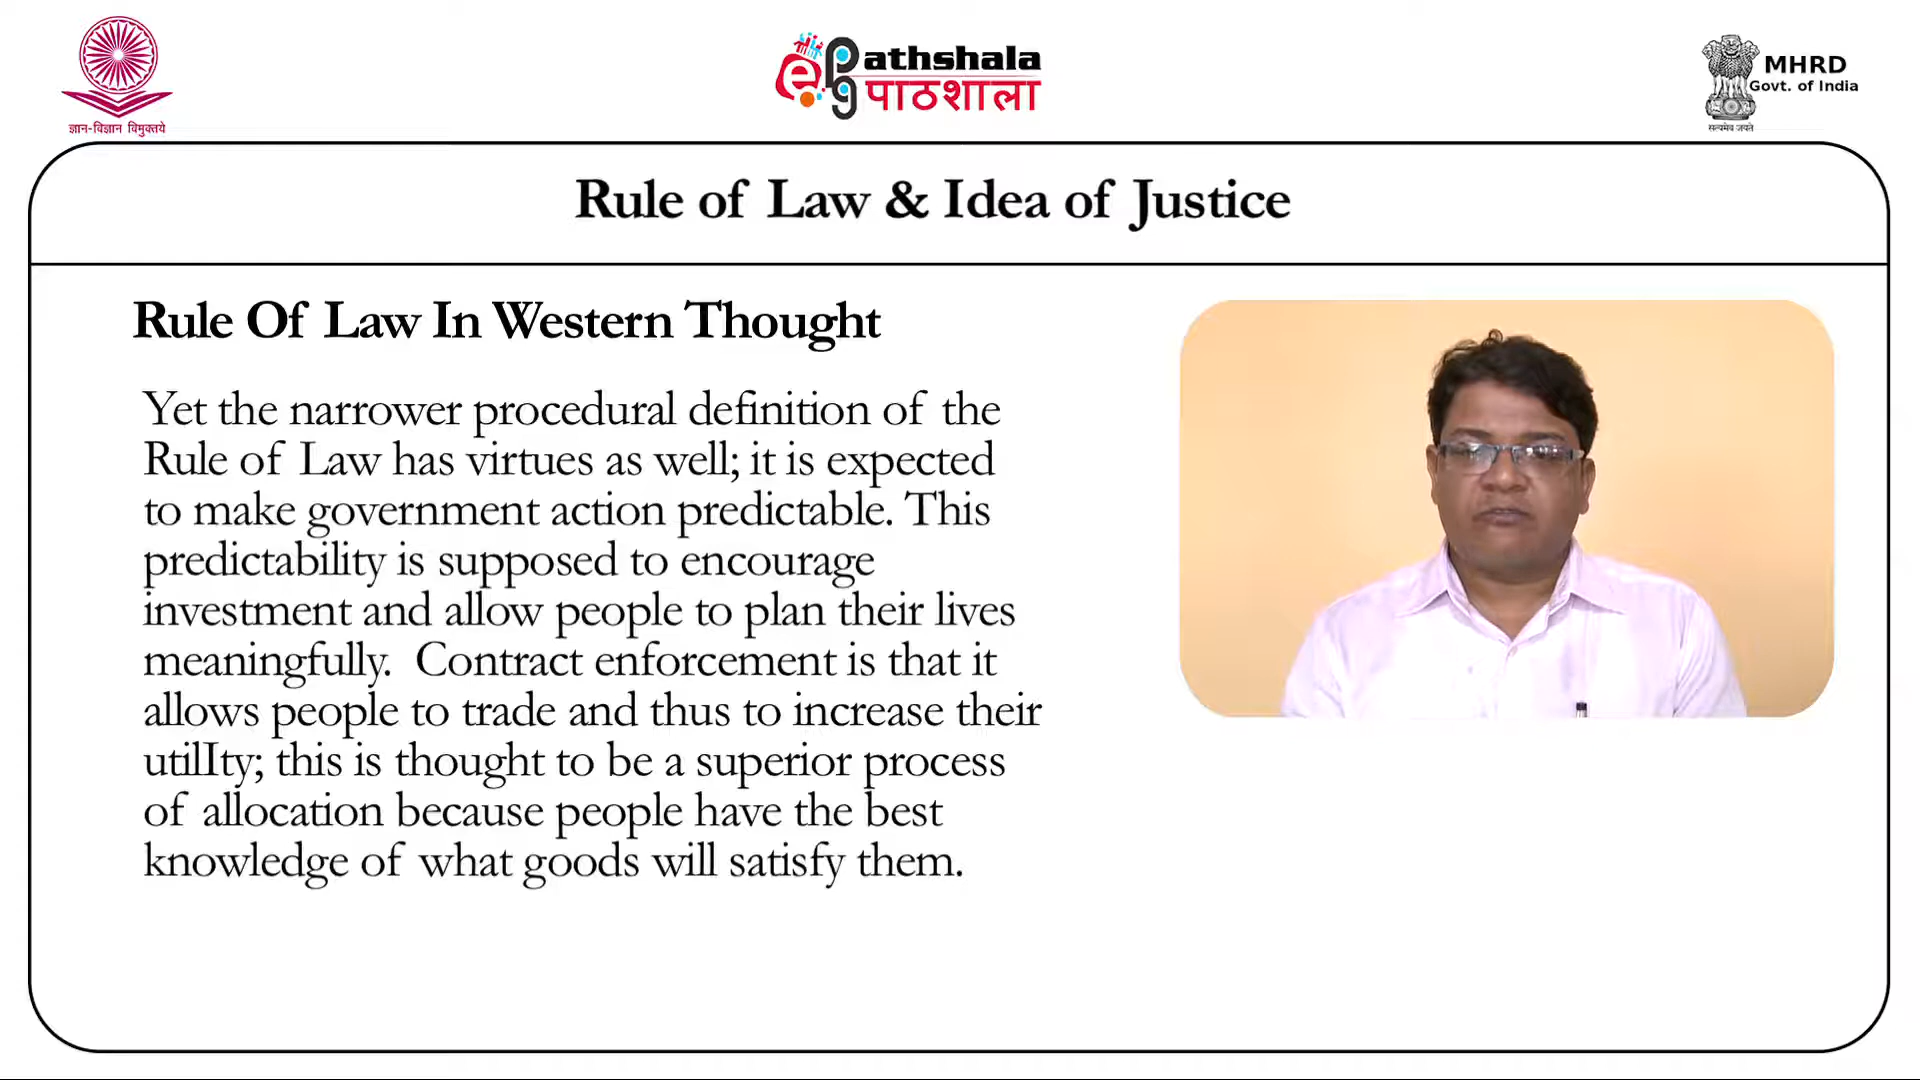 ज्ञान-विज्ञान विमुक्तये
ePathshala
पाठशाला
MHRD
Govt. of India
सत्यमेव जयते
Rule of Law & Idea of Justice
Rule Of Law In Western Thought
Yet the narrower procedural definition of the
Rule of Law has virtues as well; it is expected
to make government action predictable. This
predictability is supposed to encourage
investment and allow people to plan their lives
meaningfully. Contract enforcement is that it
allows people to trade and thus to increase their
utilIty; this is thought to be a superior process
of allocation because people have the best
knowledge of what goods will satisfy them.